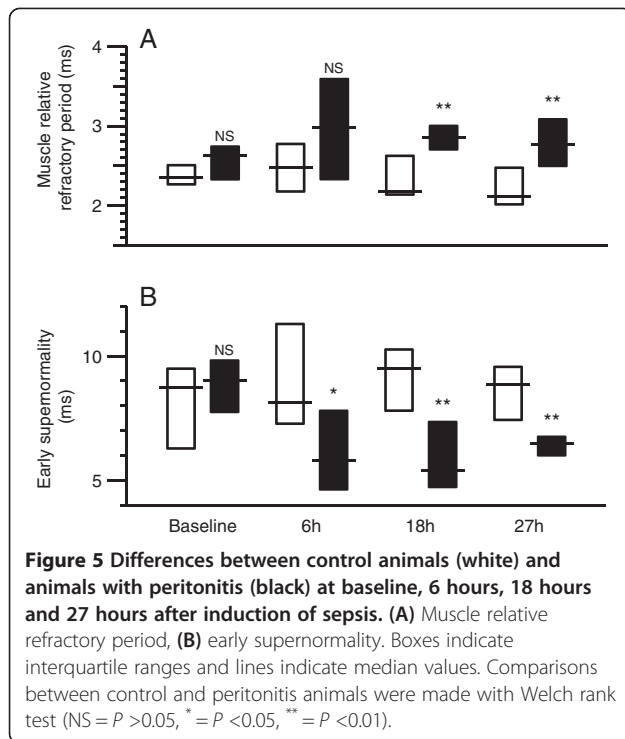 A
4
3
2
Muscle relative
refractory period (ms)
NS
NS
**
**
B
10
5
Early supernormality
(ms)
NS
*
**
**
Baseline 6h 18h 27h
Figure 5 Differences between control animals (white) and
animals with peritonitis (black) at baseline, 6 hours, 18 hours
and 27 hours after induction of sepsis. (A) Muscle relative
refractory period, (B) early supernormality. Boxes indicate
interquartile ranges and lines indicate median values. Comparisons
between control and peritonitis animals were made with Welch rank
test (NS = P >0.05, * = P <0.05, ** = P <0.01).